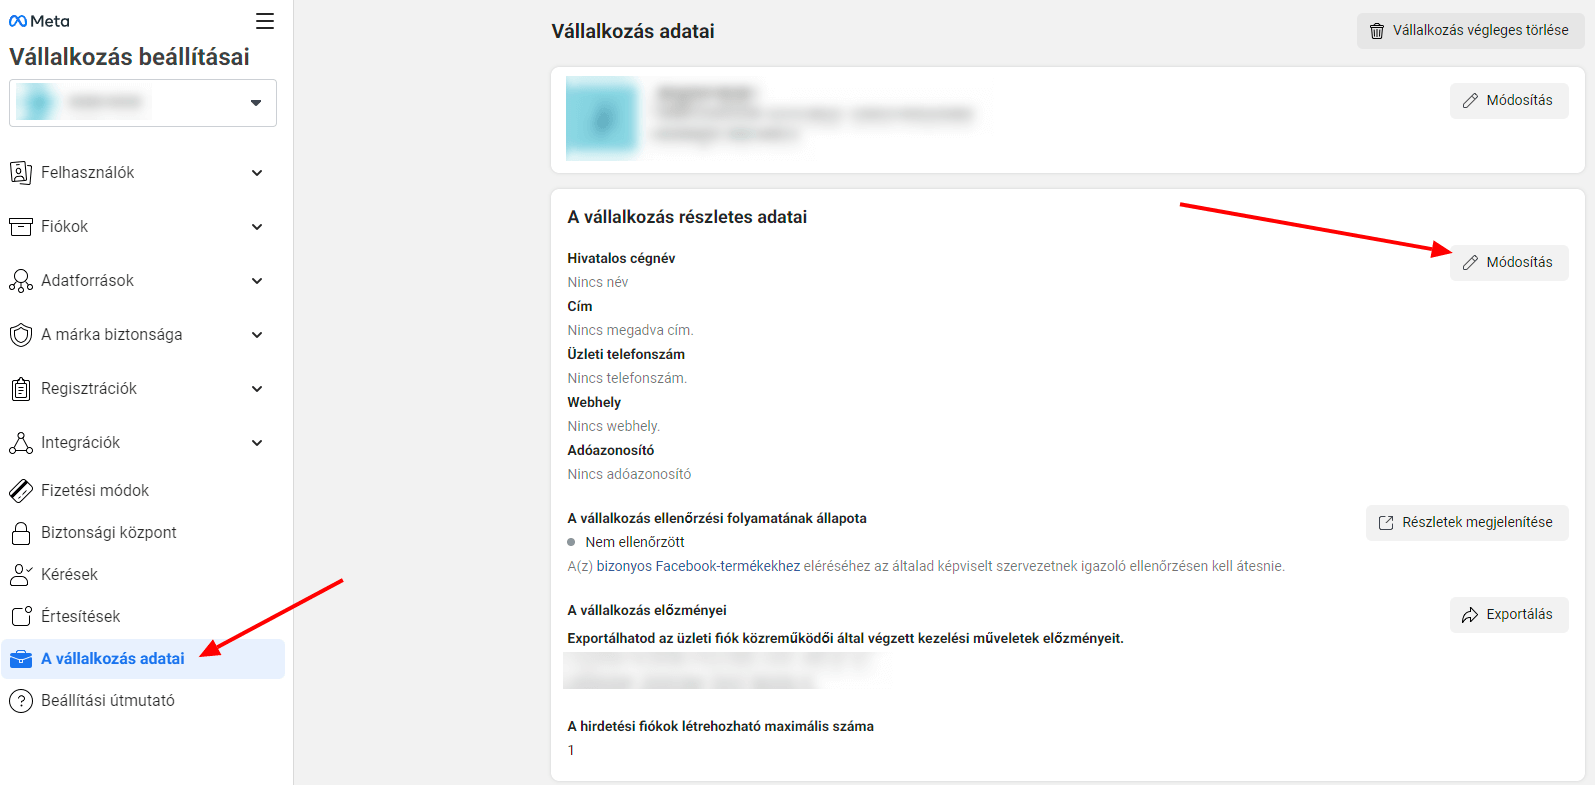 Meta
Vállalkozás beállításai
Felhasználók
Fiókok
Adatforrások
A márka biztonsága
Regisztrációk
Integrációk
Fizetési módok
Biztonsági központ
Kérések
Értesítések
A vállalkozás adatai
Beállítási útmutató
Vállalkozás adatai
Vállalkozás végleges törlése
Módosítás
A vállalkozás részletes adatai
Módosítás
Hivatalos cégnév
Nincs név
Cím
Nincs megadva cím.
Üzleti telefonszám
Nincs telefonszám.
Webhely
Nincs webhely.
Adóazonosító
Nincs adóazonosító
A vállalkozás ellenőrzési folyamatának állapota
Részletek megjelenítése
Nem ellenőrzött
A(z) bizonyos Facebook-termékekhez eléréséhez az általad képviselt szervezetnek igazoló ellenőrzésen kell átesnie.
A vállalkozás előzményei
Exportálás
Exportálhatod az üzleti fiók közreműködői által végzett kezelési műveletek előzményeit.
A hirdetési fiókok létrehozható maximális száma
1